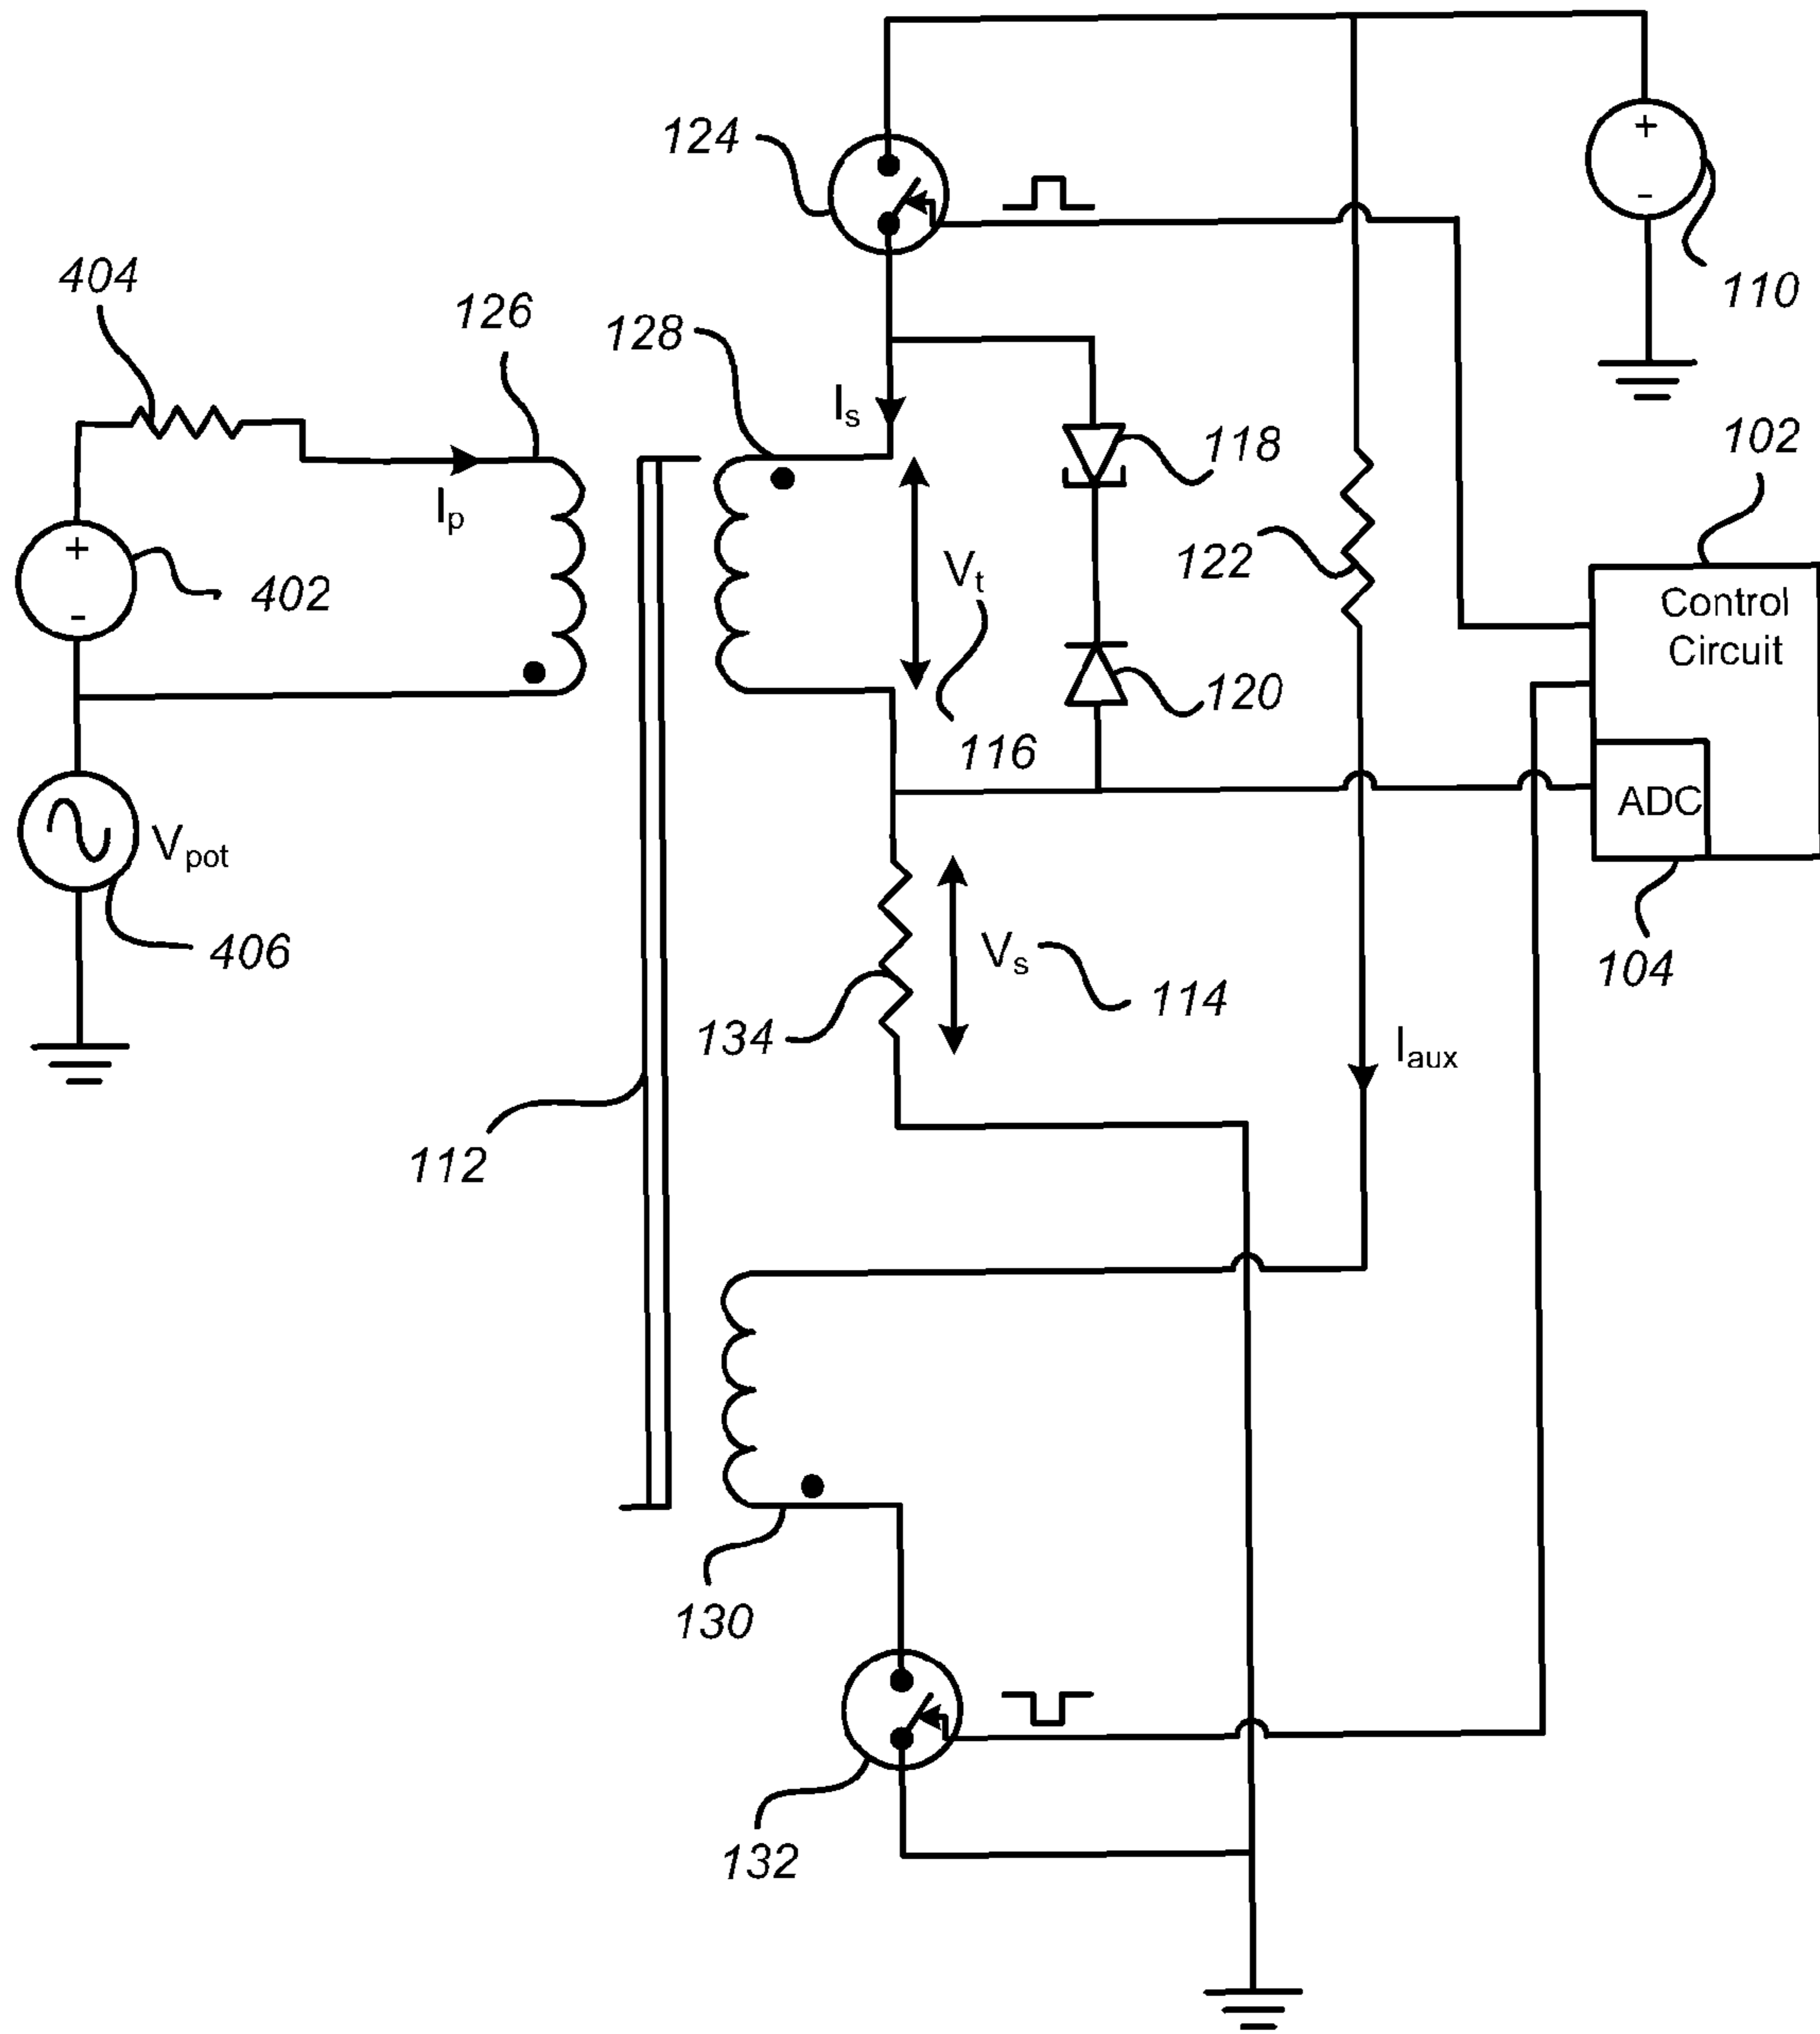 124
+
-
110
404
126
128
Is
118
102
Ip
Control
Circuit
+
-
402
Vt
122
120
116
ADC
Vpot
406
Vs
114
104
134
Iaux
112
130
132